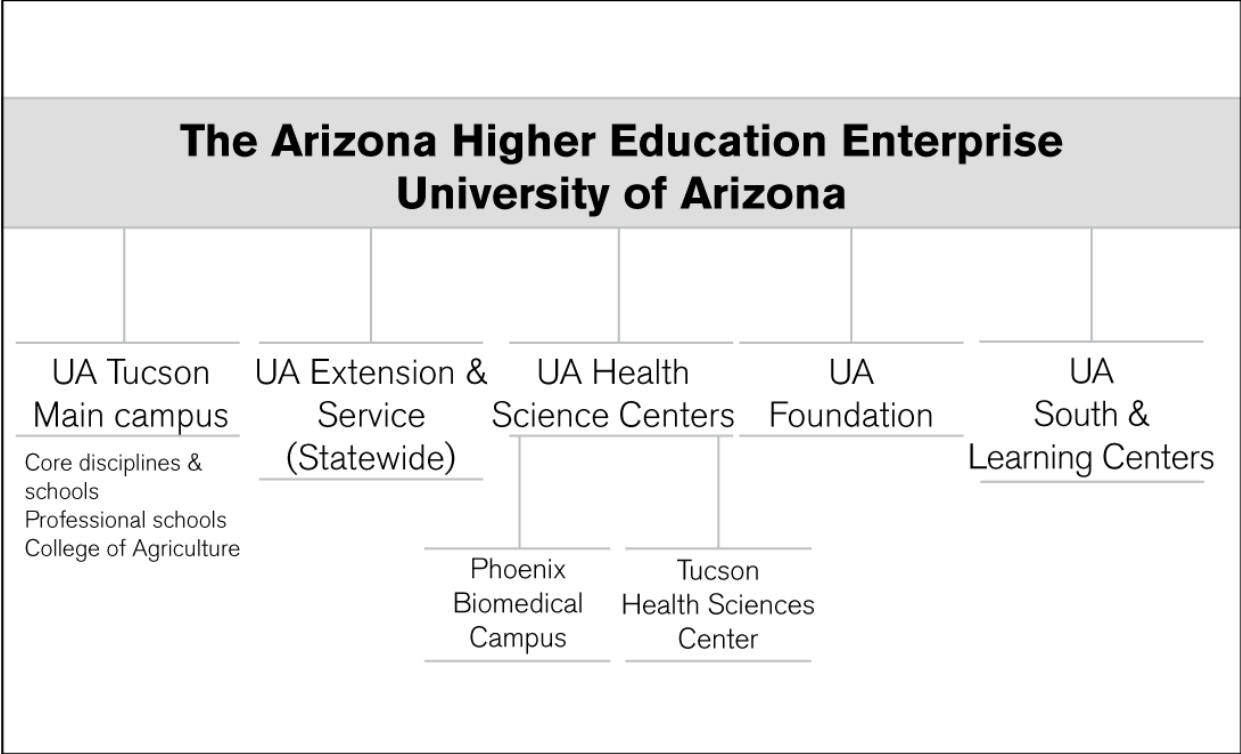 The Arizona Higher Education Enterprise
University of Arizona
UA Tucson
Main campus
Core disciplines &
schools
Professional schools
College of Agriculture
UA Extension &
Service
(Statewide)
UA Health
Science Centers
Phoenix
Biomedical
Campus
Tucson
Health Sciences
Center
UA
Foundation
UA
South &
Learning Centers